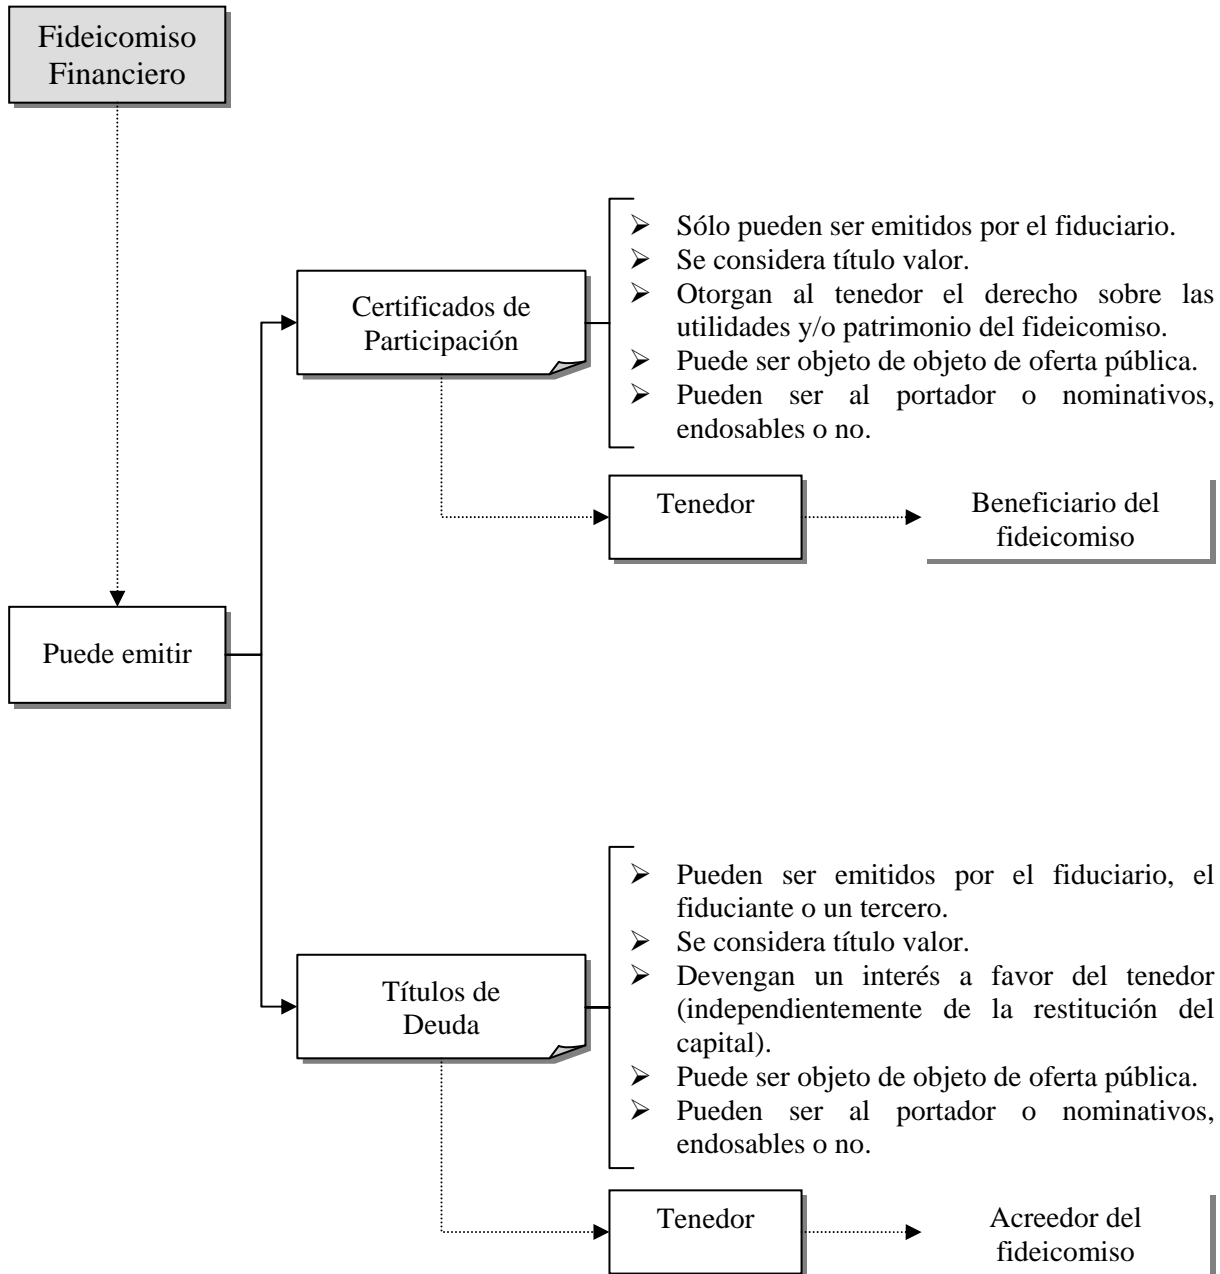 Fideicomiso
Financiero
Sólo pueden ser emitidos por el fiduciario.
Se considera título valor.
Otorgan al tenedor el derecho sobre las
utilidades y/o patrimonio del fideicomiso.
Puede ser objeto de objeto de oferta pública.
Pueden ser al portador o nominativos,
endosables o no.
Certificados de
Participación
Tenedor
Beneficiario del
fideicomiso
Puede emitir
Pueden ser emitidos por el fiduciario, el
fiduciante o un tercero.
Se considera título valor.
Devengan un interés a favor del tenedor
(independientemente de la restitución del
capital).
Puede ser objeto de objeto de oferta pública.
Pueden ser al portador o nominativos,
endosables o no.
Títulos de
Deuda
Tenedor
Acreedor del
fideicomiso